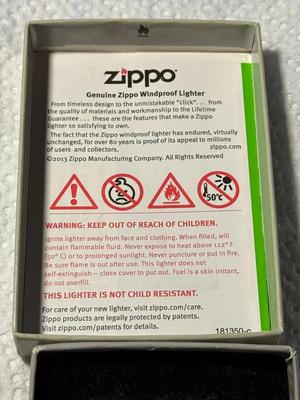 zippo
Genuine Zippo Windproof Lighter
From timeless design to the unmistakable "click". . . from
the quality of materials and workmanship to the Lifetime
Guarantee . . . these are the features that make a Zippo
lighter so satisfying to own.
The fact that the Zippo windproof lighter has endured, virtually
unchanged, for over 80 years is proof of its appeal to millions
of users and collectors. zippo.com
©2013 Zippo Manufacturing Company. All Rights Reserved
50°C
WARNING: KEEP OUT OF REACH OF CHILDREN.
Ignite lighter away from face and clothing. When filled, will
contain flammable fluid. Never expose to heat above 122° F
(50° C) or to prolonged sunlight. Never puncture or put in fire.
Be sure flame is out after use. This lighter does not
self-extinguish – close cover to put out. Fuel is a skin irritant,
do not overfill.
THIS LIGHTER IS NOT CHILD RESISTANT.
For care of your new lighter, visit zippo.com/care.
Zippo products are legally protected by patents.
Visit zippo.com/patents for details. 181350-c